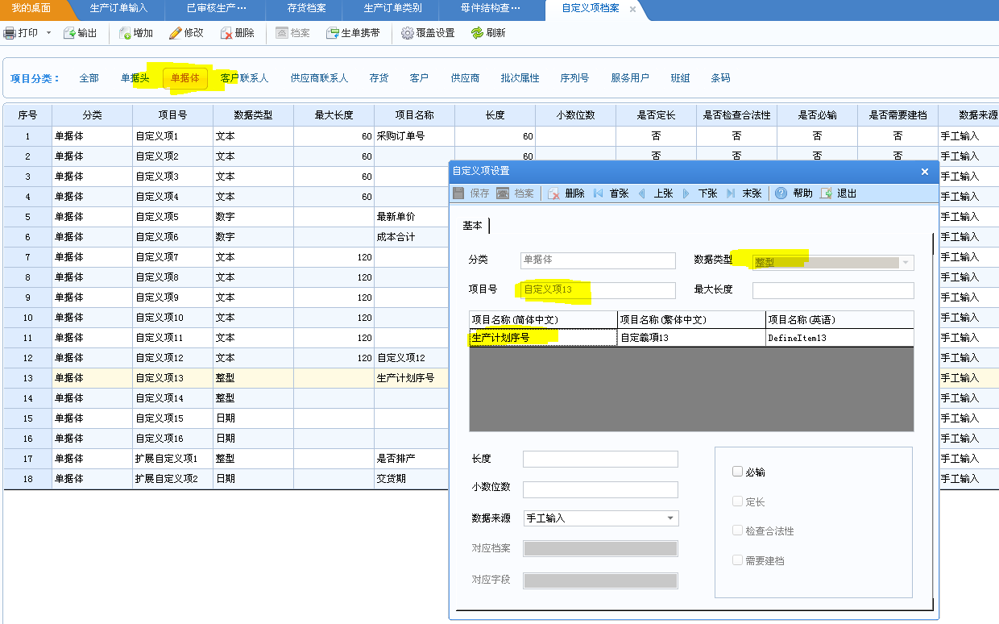 我的桌面 生产订单输入 已审核生产… 存货档案 生产订单类别 母件结构查… 自定义项档案
打印 输出 增加 修改 删除 档案 生单携带 覆盖设置 刷新
项目分类： 全部 单据头 单据体 客户联系人 供应商联系人 存货 客户 供应商 批次属性 序列号 服务用户 班组 条码
序号 分类 项目号 数据类型 最大长度 项目名称 长度 小数位数 是否定长 是否检查合法性 是否必输 是否需要建档 数据来源
1 单据体 自定义项1 文本 60 采购订单号 60 否 否 否 否 手工输入
2 单据体 自定义项2 文本 60 60 否 否 否 否 手工输入
3 单据体 自定义项3 文本 60 手工输入
4 单据体 自定义项4 文本 60 手工输入
5 单据体 自定义项5 数字 最新单价 手工输入
6 单据体 自定义项6 数字 成本合计 手工输入
7 单据体 自定义项7 文本 120 手工输入
8 单据体 自定义项8 文本 120 手工输入
9 单据体 自定义项9 文本 120 手工输入
10 单据体 自定义项10 文本 120 手工输入
11 单据体 自定义项11 文本 120 手工输入
12 单据体 自定义项12 文本 120 自定义项12 手工输入
13 单据体 自定义项13 整型 生产计划序号 手工输入
14 单据体 自定义项14 整型 手工输入
15 单据体 自定义项15 日期 手工输入
16 单据体 自定义项16 日期 手工输入
17 单据体 扩展自定义项1 整型 是否排产 手工输入
18 单据体 扩展自定义项2 日期 交货期 手工输入
自定义项设置
保存 档案 删除 首张 上张 下张 末张 帮助 退出
基本
分类 单据体 数据类型 整型
项目号 自定义项13 最大长度
项目名称(简体中文) 项目名称(繁体中文) 项目名称(英语)
生产计划序号 自定義項13 DefineItem13
长度
小数位数
数据来源 手工输入
对应档案
对应字段
必输
定长
检查合法性
需要建档